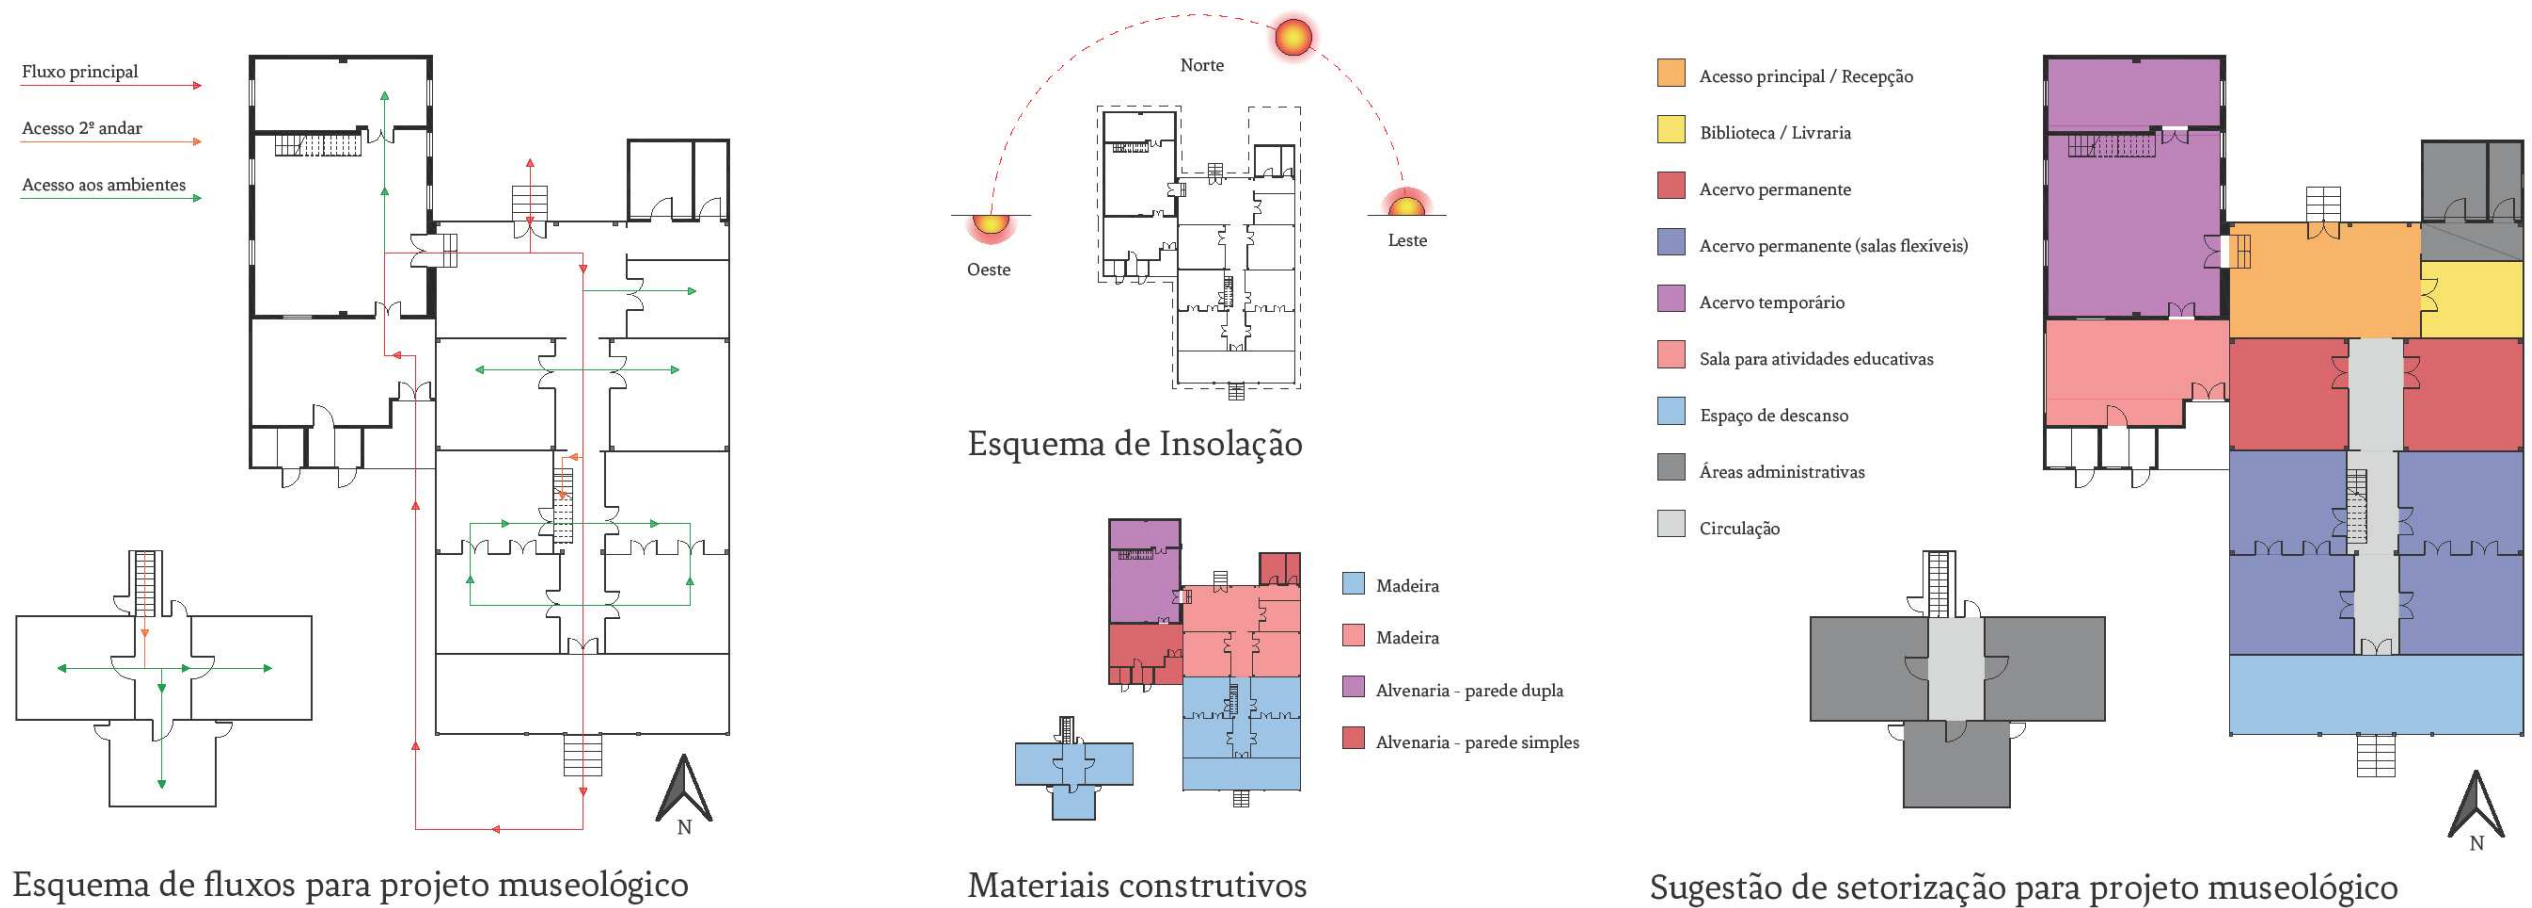 Fluxo principal
Acesso 2º andar
Acesso aos ambientes
N
Esquema de fluxos para projeto museológico
Norte
Oeste
Leste
Esquema de Insolação
Madeira
Madeira
Alvenaria - parede dupla
Alvenaria - parede simples
Materiais construtivos
Acesso principal / Recepção
Biblioteca / Livraria
Acervo permanente
Acervo permanente (salas flexíveis)
Acervo temporário
Sala para atividades educativas
Espaço de descanso
Áreas administrativas
Circulação
N
Sugestão de setorização para projeto museológico